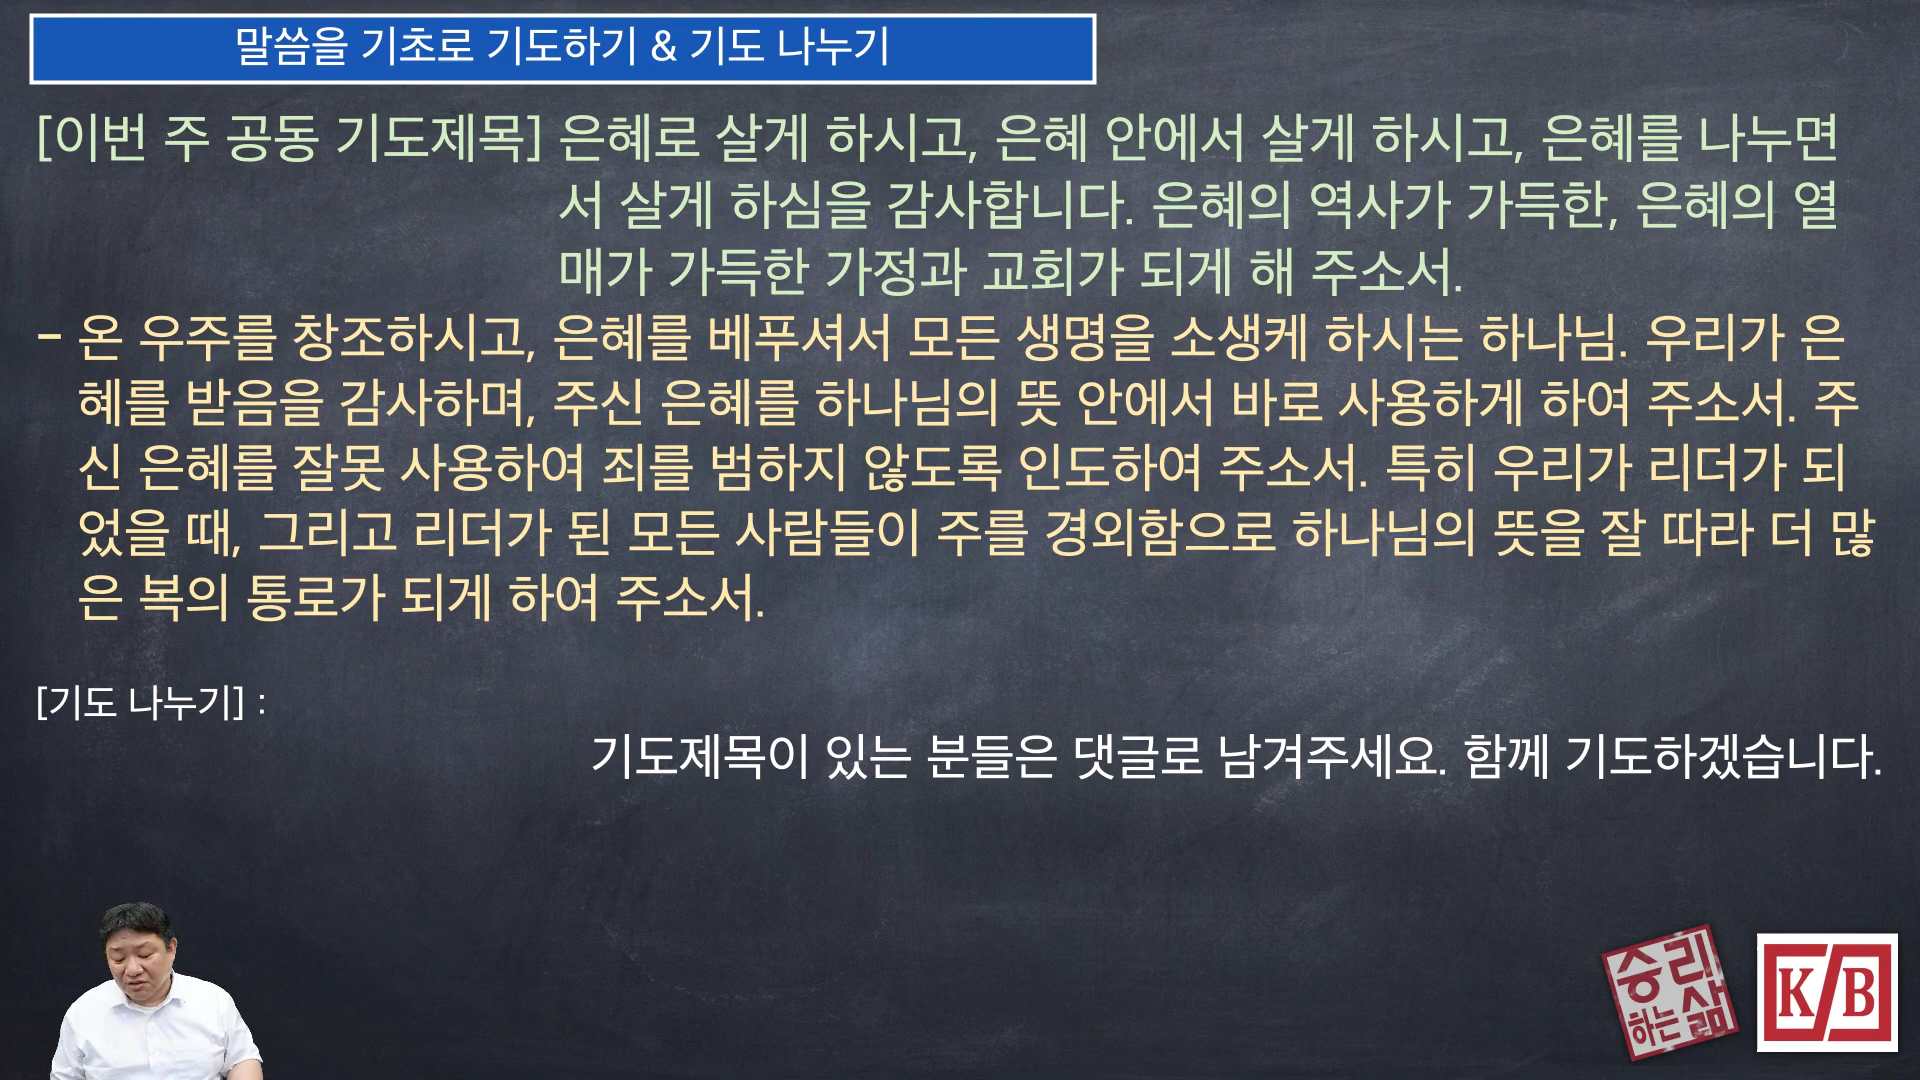 말씀을 기초로 기도하기 & 기도 나누기
[이번 주 공동 기도제목] 은혜로 살게 하시고, 은혜 안에서 살게 하시고, 은혜를 나누면
서 살게 하심을 감사합니다. 은혜의 역사가 가득한, 은혜의 열
매가 가득한 가정과 교회가 되게 해 주소서.
- 온 우주를 창조하시고, 은혜를 베푸셔서 모든 생명을 소생케 하시는 하나님. 우리가 은
혜를 받음을 감사하며, 주신 은혜를 하나님의 뜻 안에서 바로 사용하게 하여 주소서. 주
신 은혜를 잘못 사용하여 죄를 범하지 않도록 인도하여 주소서. 특히 우리가 리더가 되
었을 때, 그리고 리더가 된 모든 사람들이 주를 경외함으로 하나님의 뜻을 잘 따라 더 많
은 복의 통로가 되게 하여 주소서.
[기도 나누기] :
기도제목이 있는 분들은 댓글로 남겨주세요. 함께 기도하겠습니다.
승리
하는 삶
K/B